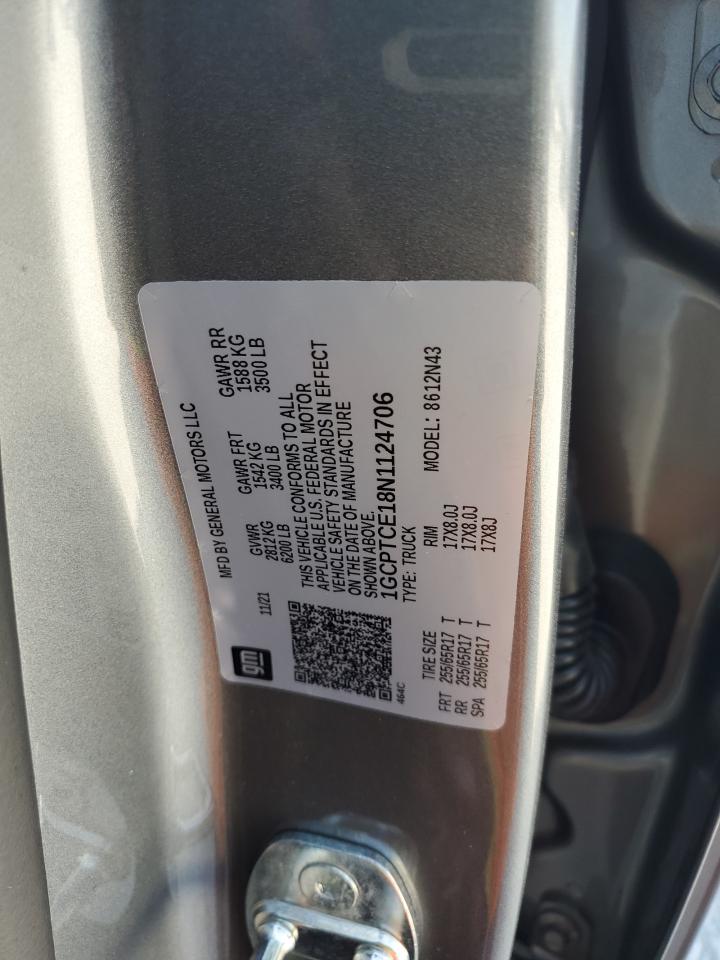 gm
MFD BY GENERAL MOTORS LLC
11/21
GVWR GAWR FRT GAWR RR
2812 KG 1542 KG 1588 KG
6200 LB 3400 LB 3500 LB
THIS VEHICLE CONFORMS TO ALL
APPLICABLE U.S. FEDERAL MOTOR
VEHICLE SAFETY STANDARDS IN EFFECT
ON THE DATE OF MANUFACTURE
SHOWN ABOVE.
1GCPTCE18N1124706
464C
TYPE: TRUCK MODEL: 8612N43
TIRE SIZE RIM
FRT 255/65R17 T 17X8.0J
RR 255/65R17 T 17X8.0J
SPA 255/65R17 T 17X8J